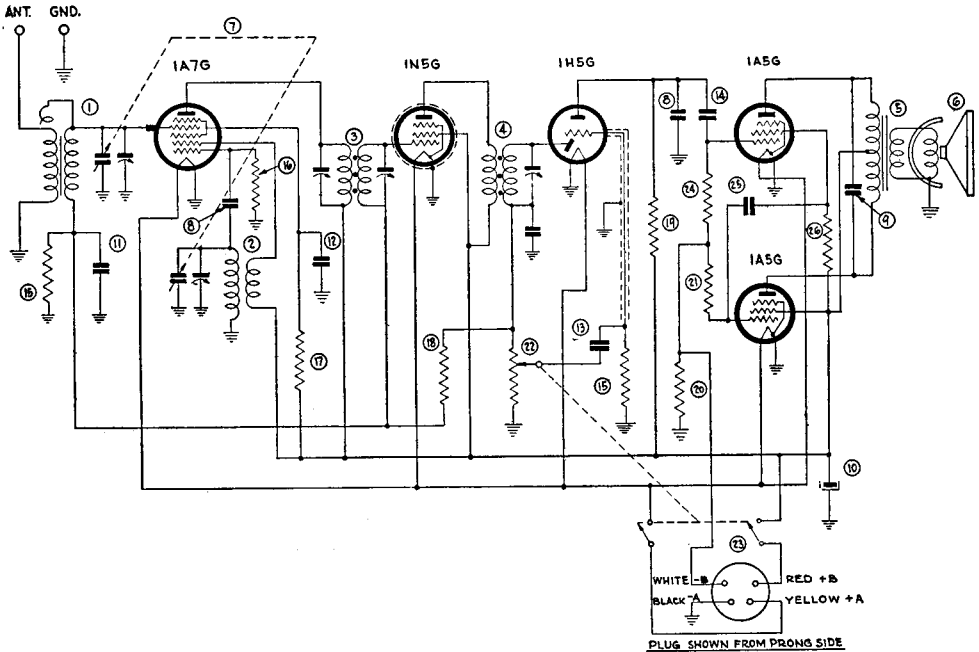 ANT. GND.
7
1A7G
1N5G
1H5G
1A5G
1
3
4
8
14
5
6
16
24
25
8
2
12
19
9
26
11
15
21
1A5G
13
17
18
22
15
20
10
23
WHITE -B
RED +B
BLACK -A
YELLOW +A
PLUG SHOWN FROM PRONG SIDE